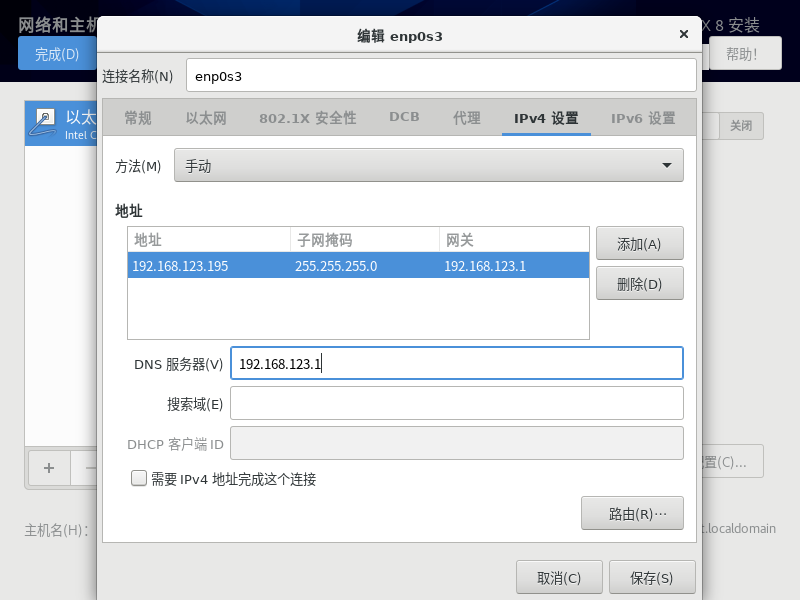 网络和主机
X 8 安装
完成(D)
帮助!
编辑 enp0s3
连接名称(N)
enp0s3
以太
Intel C
关闭
常规
以太网
802.1X 安全性
DCB
代理
IPv4 设置
IPv6 设置
方法(M)
手动
地址
地址 子网掩码 网关
192.168.123.195 255.255.255.0 192.168.123.1
添加(A)
删除(D)
DNS 服务器(V)
192.168.123.1
搜索域(E)
DHCP 客户端 ID
需要 IPv4 地址完成这个连接
路由(R)…
置(C)...
主机名(H)：
t.localdomain
取消(C)
保存(S)